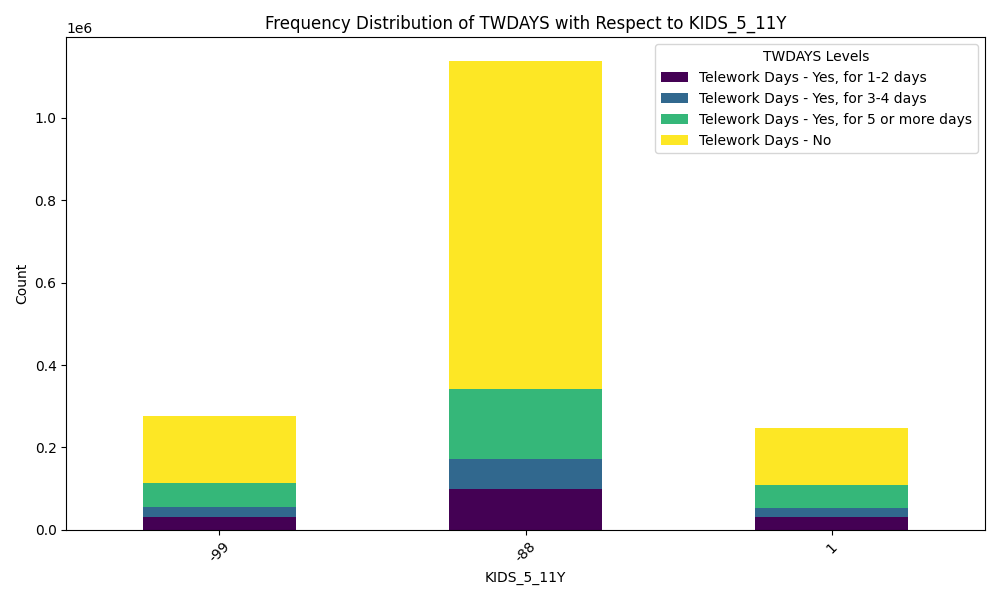 Frequency Distribution of TWDAYS with Respect to KIDS_5_11Y
1e6
TWDAYS Levels
Telework Days - Yes, for 1-2 days
Telework Days - Yes, for 3-4 days
Telework Days - Yes, for 5 or more days
Telework Days - No
1.0
0.8
0.6
0.4
0.2
0.0
Count
-99
-88
1
KIDS_5_11Y